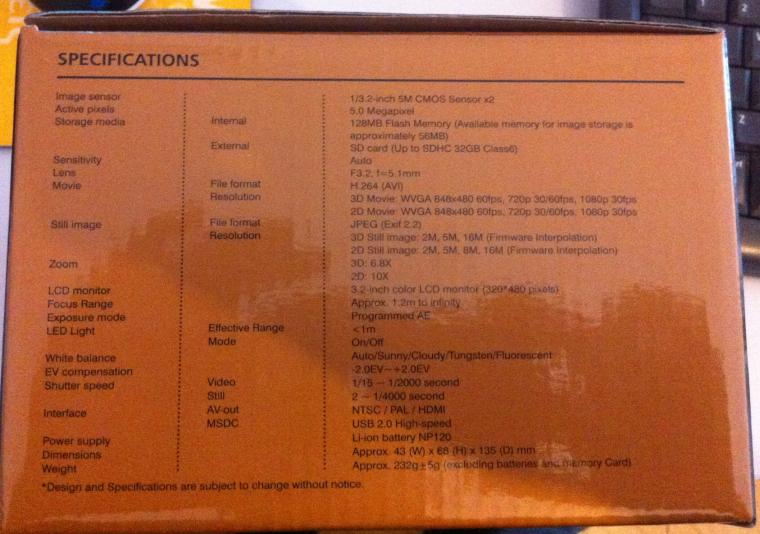 SPECIFICATIONS
Image sensor 1/3.2-inch 5M CMOS Sensor x2
Active pixels 5.0 Megapixel
Storage media Internal 128MB Flash Memory (Available memory for image storage is
approximately 56MB)
External SD card (Up to SDHC 32GB Class6)
Sensitivity Auto
Lens F3.2, f=5.1mm
Movie File format H.264 (AVI)
Resolution 3D Movie: WVGA 848x480 60fps, 720p 30/60fps, 1080p 30fps
2D Movie: WVGA 848x480 60fps, 720p 30/60fps, 1080p 30fps
Still image File format JPEG (Exif 2.2)
Resolution 3D Still image: 2M, 5M, 16M (Firmware Interpolation)
2D Still image: 2M, 5M, 8M, 16M (Firmware Interpolation)
Zoom 3D: 6.8X
2D: 10X
LCD monitor 3.2-inch color LCD monitor (320*480 pixels)
Focus Range Approx. 1.2m to infinity
Exposure mode Programmed AE
LED Light Effective Range <1m
Mode On/Off
White balance Auto/Sunny/Cloudy/Tungsten/Fluorescent
EV compensation -2.0EV~+2.0EV
Shutter speed Video 1/15 ~ 1/2000 second
Still 2 ~ 1/4000 second
Interface AV-out NTSC / PAL / HDMI
MSDC USB 2.0 High-speed
Power supply Li-ion battery NP120
Dimensions Approx. 43 (W) x 68 (H) x 135 (D) mm
Weight Approx. 232g±5g (excluding batteries and memory Card)
*Design and Specifications are subject to change without notice.